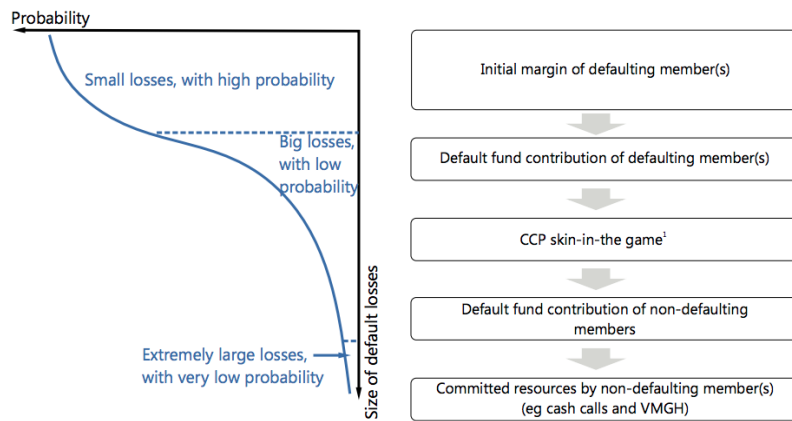 Probability
Small losses, with high probability
Big losses,
with low
probability
Extremely large losses,
with very low probability
Size of default losses
Initial margin of defaulting member(s)
Default fund contribution of defaulting member(s)
CCP skin-in-the game¹
Default fund contribution of non-defaulting
members
Committed resources by non-defaulting member(s)
(eg cash calls and VMGH)